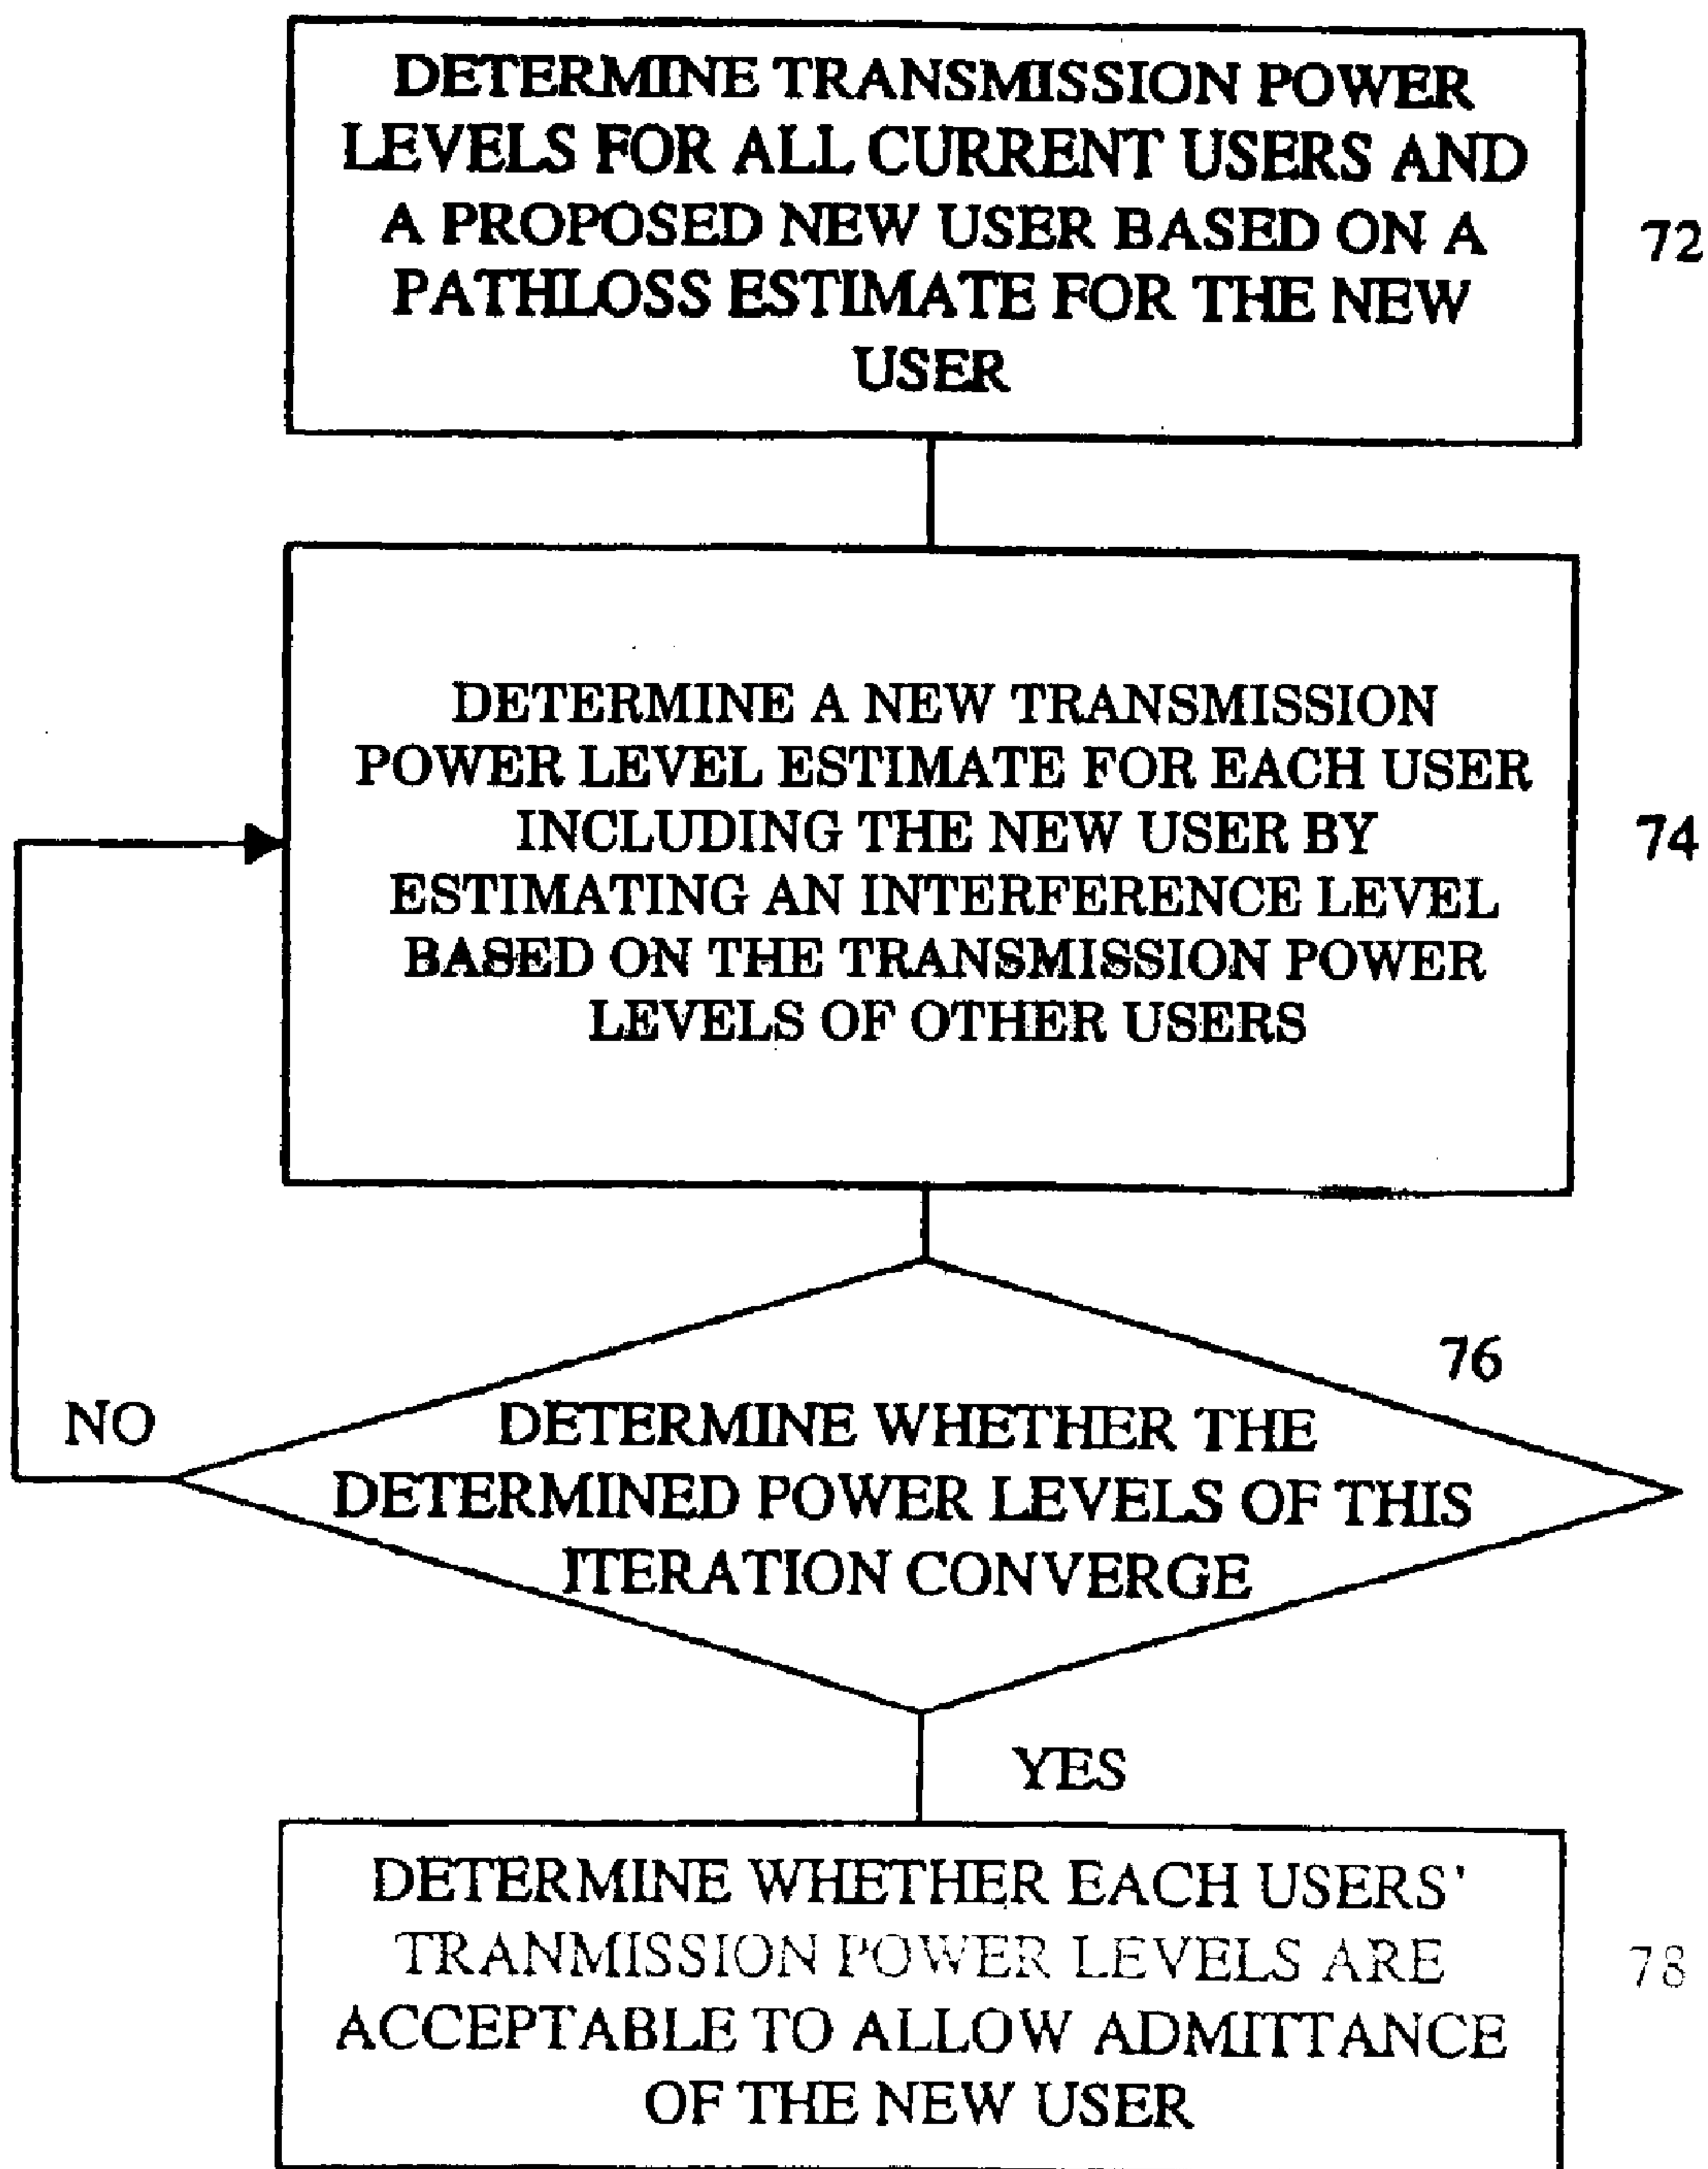 DETERMINE TRANSMISSION POWER
LEVELS FOR ALL CURRENT USERS AND
A PROPOSED NEW USER BASED ON A
PATHLOSS ESTIMATE FOR THE NEW
USER
72
DETERMINE A NEW TRANSMISSION
POWER LEVEL ESTIMATE FOR EACH USER
INCLUDING THE NEW USER BY
ESTIMATING AN INTERFERENCE LEVEL
BASED ON THE TRANSMISSION POWER
LEVELS OF OTHER USERS
74
76
NO
DETERMINE WHETHER THE
DETERMINED POWER LEVELS OF THIS
ITERATION CONVERGE
YES
DETERMINE WHETHER EACH USERS'
TRANMISSION POWER LEVELS ARE
ACCEPTABLE TO ALLOW ADMITTANCE
OF THE NEW USER
78